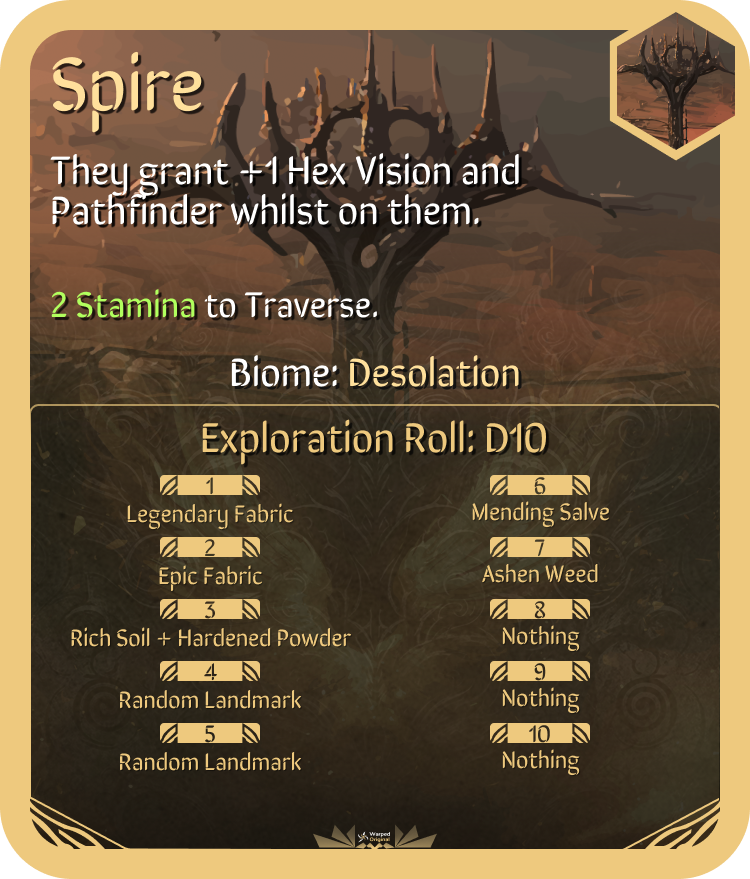 Spire
They grant +1 Hex Vision and
Pathfinder whilst on them.
2 Stamina to Traverse.
Biome: Desolation
Exploration Roll: D10
1
Legendary Fabric
2
Epic Fabric
3
Rich Soil + Hardened Powder
4
Random Landmark
5
Random Landmark
6
Mending Salve
7
Ashen Weed
8
Nothing
9
Nothing
10
Nothing
Warped
Original